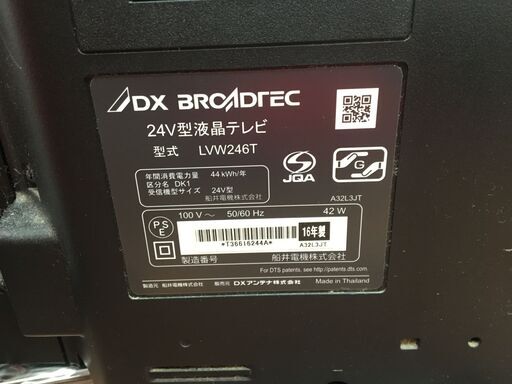 DX BROADTEC
24V型液晶テレビ
型式 LVW246T
年間消費電力量 44 kWh/年
区分名 DK1
受信機型サイズ 24V型
船井電機株式会社
JQA
G
A32L3JT
PSE
100 V～ 50/60 Hz 42 W
*T36616244A*
16年製
A32L3JT
製造番号
船井電機株式会社
For DTS patents, see http://patents.dts.com.
製造元 船井電機株式会社 販売元 DXアンテナ株式会社 Made in Thailand